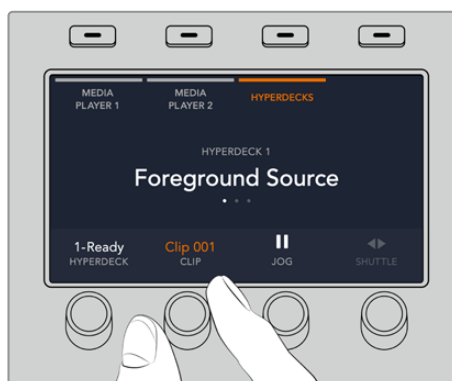 MEDIA
PLAYER 1
MEDIA
PLAYER 2
HYPERDECKS
HYPERDECK 1
Foreground Source
1-Ready
HYPERDECK
Clip 001
CLIP
JOG
SHUTTLE